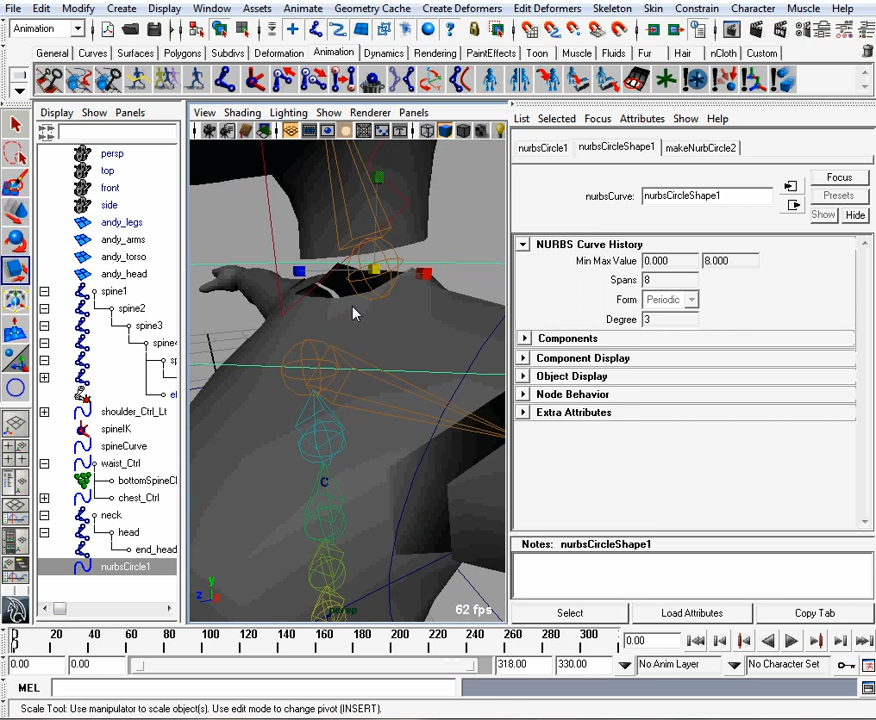 File Edit Modify Create Display Window Assets Animate Geometry Cache Create Deformers Edit Deformers Skeleton Skin Constrain Character Muscle Help
Animation
General Curves Surfaces Polygons Subdivs Deformation Animation Dynamics Rendering PaintEffects Toon Muscle Fluids Fur Hair nCloth Custom
Display Show Panels
persp
top
front
side
andy_legs
andy_arms
andy_torso
andy_head
spine1
spine2
spine3
spine4
shoulder_Ctrl_Lt
spineIK
spineCurve
waist_Ctrl
bottomSpineCl
chest_Ctrl
neck
head
end_head
nurbsCircle1
View Shading Lighting Show Renderer Panels
C
y
z x
persp
62 fps
List Selected Focus Attributes Show Help
nurbsCircle1 nurbsCircleShape1 makeNurbCircle2
nurbsCurve: nurbsCircleShape1
Focus
Presets
Show Hide
NURBS Curve History
Min Max Value 0.000 8.000
Spans 8
Form Periodic
Degree 3
Components
Component Display
Object Display
Node Behavior
Extra Attributes
Notes: nurbsCircleShape1
Select Load Attributes Copy Tab
0 20 40 60 80 100 120 140 160 180 200 220 240 260 280 300
0.00
0.00 0.00 318.00 330.00 No Anim Layer No Character Set
MEL
Scale Tool: Use manipulator to scale object(s). Use edit mode to change pivot (INSERT).